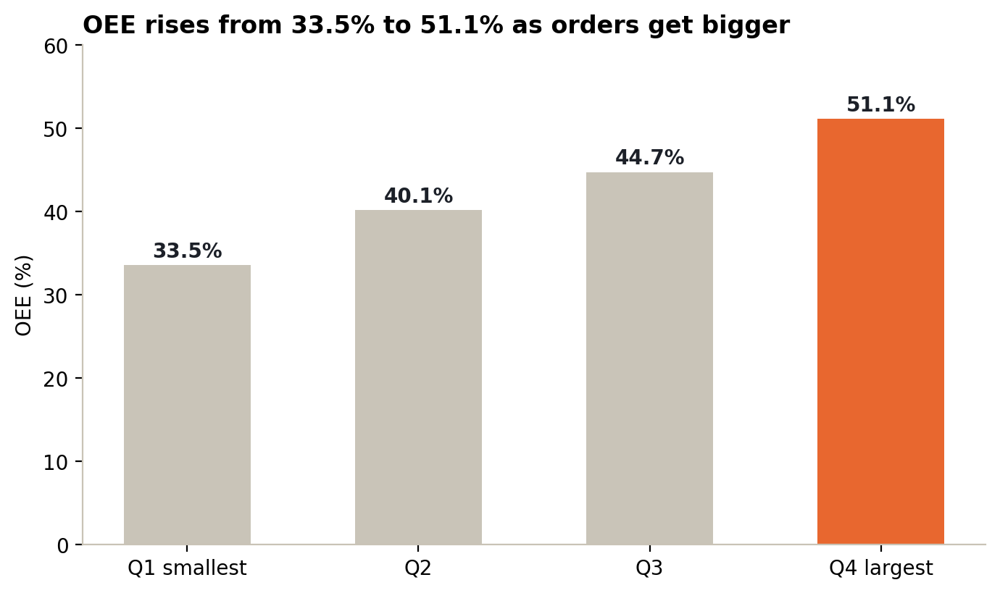 OEE rises from 33.5% to 51.1% as orders get bigger
60
50
40
30
20
10
0
OEE (%)
33.5%
40.1%
44.7%
51.1%
Q1 smallest
Q2
Q3
Q4 largest